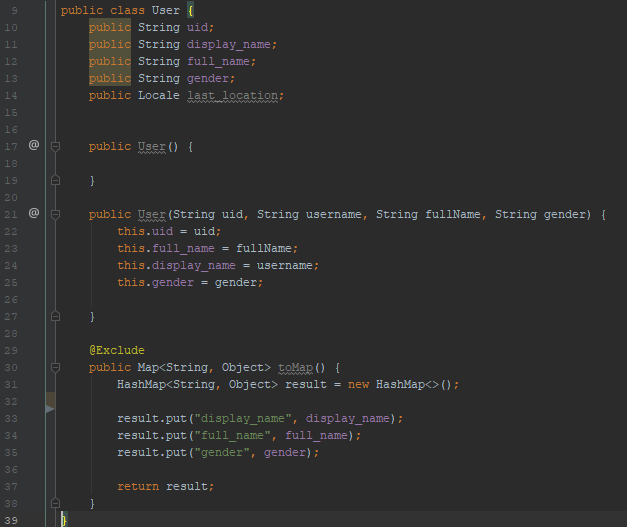 9 public class User {
10 public String uid;
11 public String display_name;
12 public String full_name;
13 public String gender;
14 public Locale last_location;
15
16
17 @ public User() {
18
19 }
20
21 @ public User(String uid, String username, String fullName, String gender) {
22 this.uid = uid;
23 this.full_name = fullName;
24 this.display_name = username;
25 this.gender = gender;
26
27 }
28
29 @Exclude
30 public Map<String, Object> toMap() {
31 HashMap<String, Object> result = new HashMap<>();
32
33 result.put("display_name", display_name);
34 result.put("full_name", full_name);
35 result.put("gender", gender);
36
37 return result;
38 }
39 }